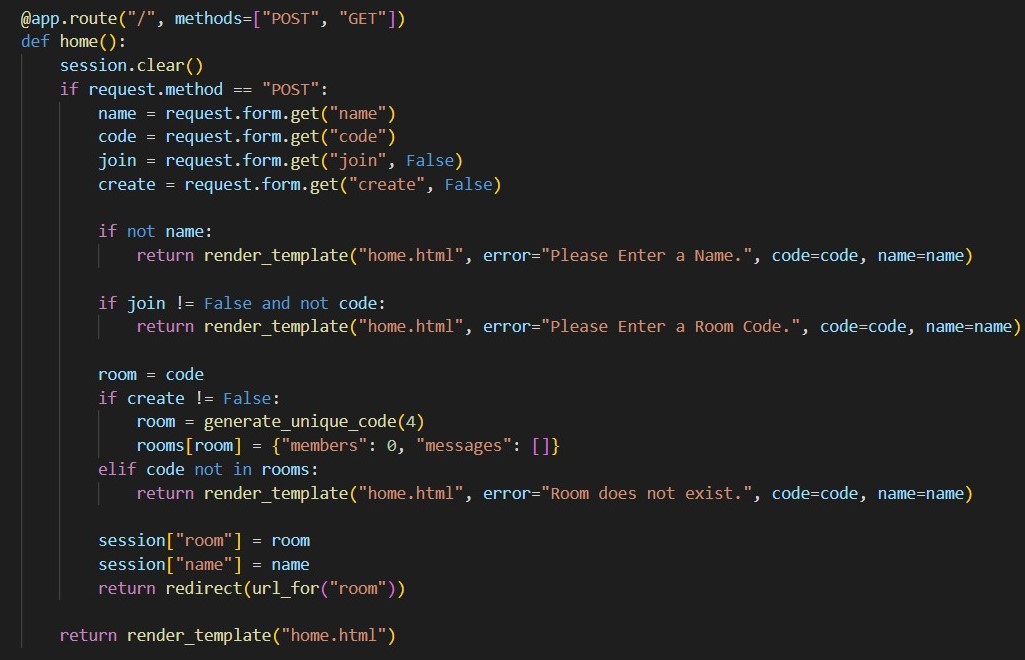 @app.route("/", methods=["POST", "GET"])
def home():
    session.clear()
    if request.method == "POST":
        name = request.form.get("name")
        code = request.form.get("code")
        join = request.form.get("join", False)
        create = request.form.get("create", False)

        if not name:
            return render_template("home.html", error="Please Enter a Name.", code=code, name=name)

        if join != False and not code:
            return render_template("home.html", error="Please Enter a Room Code.", code=code, name=name)

        room = code
        if create != False:
            room = generate_unique_code(4)
            rooms[room] = {"members": 0, "messages": []}
        elif code not in rooms:
            return render_template("home.html", error="Room does not exist.", code=code, name=name)

        session["room"] = room
        session["name"] = name
        return redirect(url_for("room"))

    return render_template("home.html")